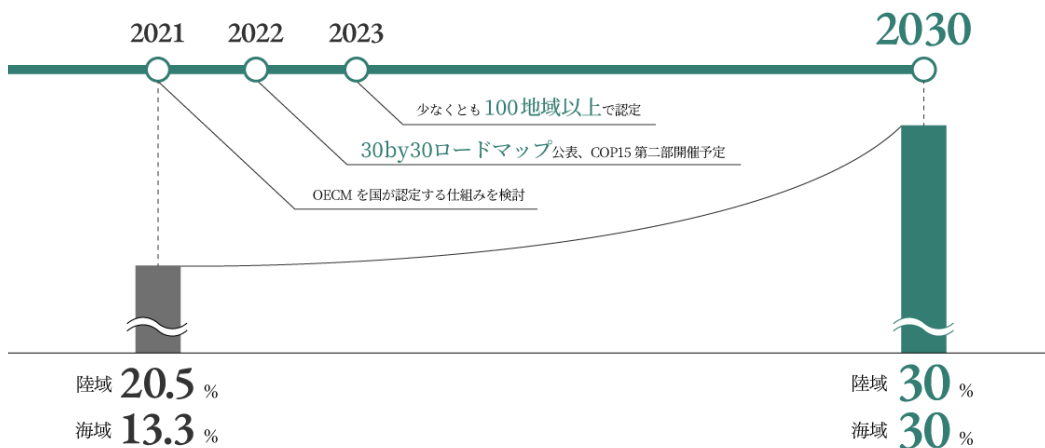 2021
2022
2023
2030
少なくとも100地域以上で認定
30by30ロードマップ公表、COP15 第二部開催予定
OECM を国が認定する仕組みを検討
陸域 20.5 %
海域 13.3 %
陸域 30 %
海域 30 %